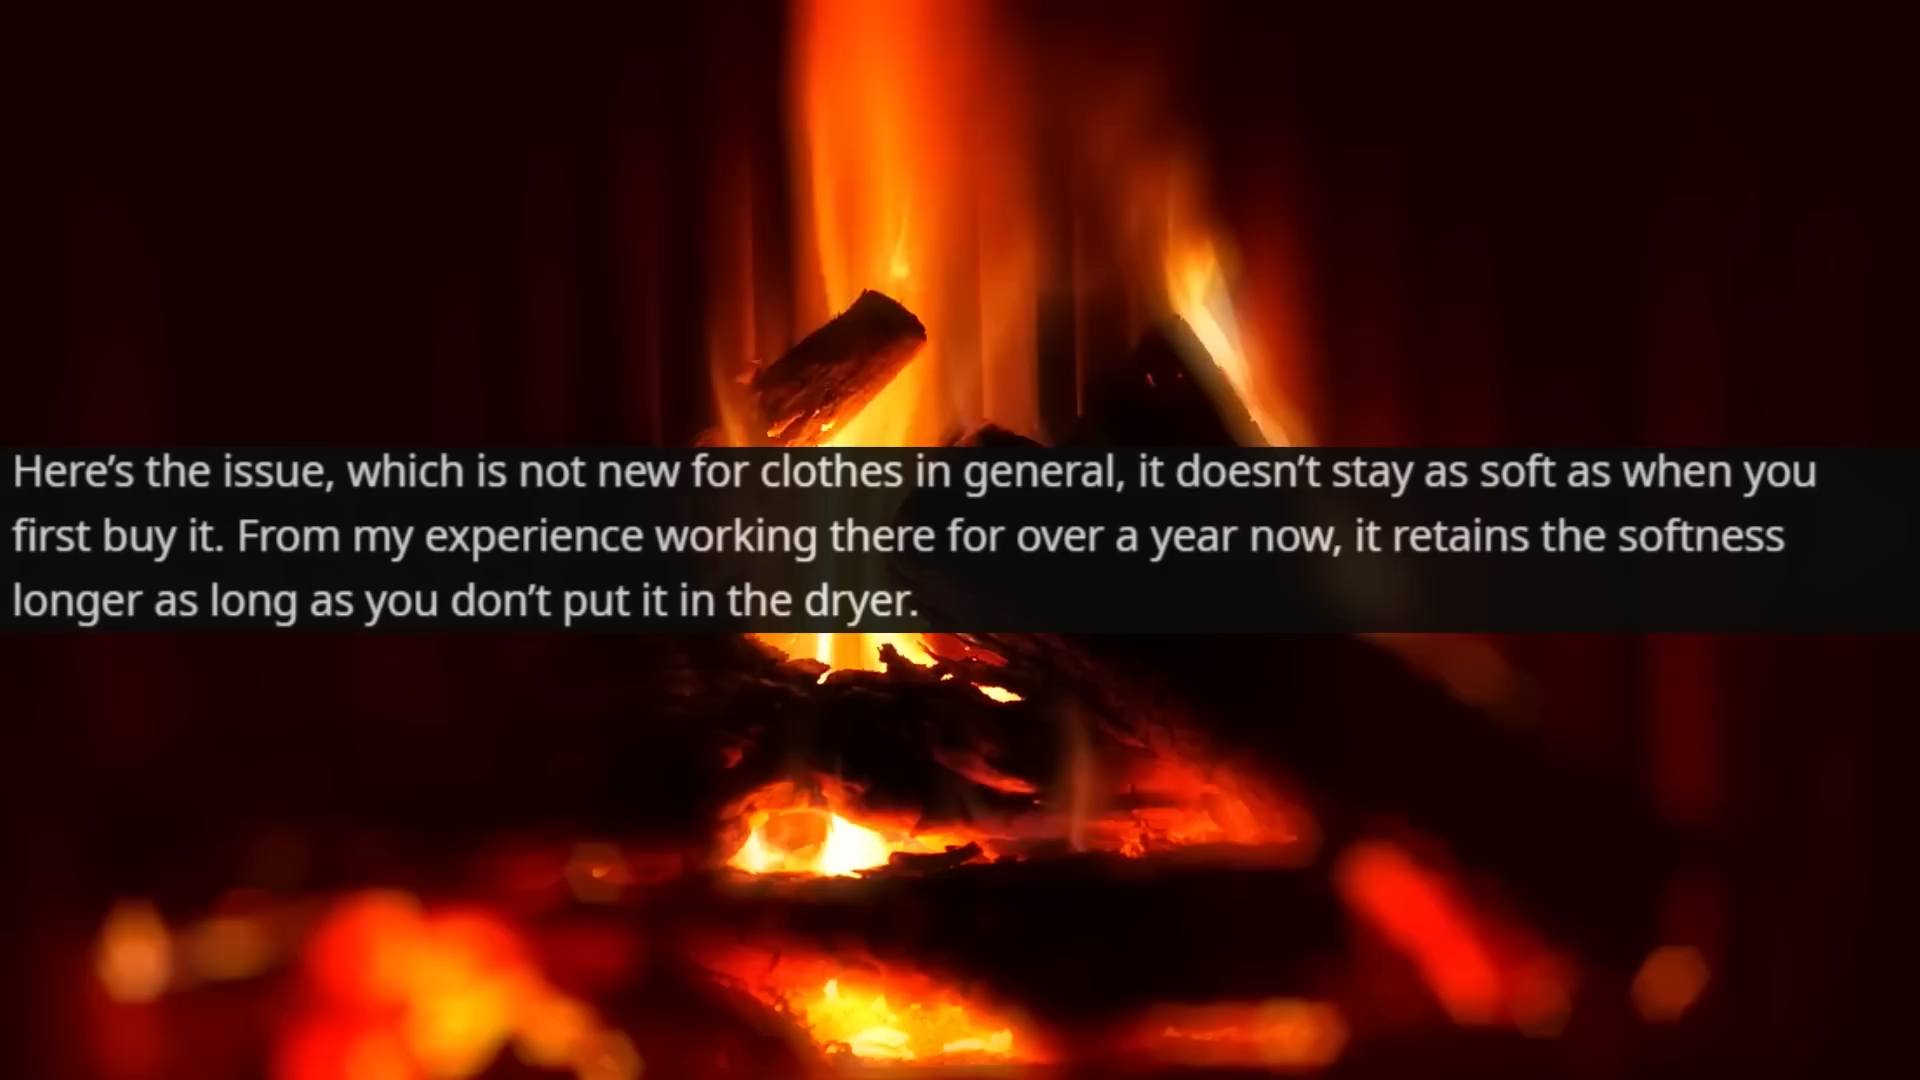 Here’s the issue, which is not new for clothes in general, it doesn’t stay as soft as when you
first buy it. From my experience working there for over a year now, it retains the softness
longer as long as you don’t put it in the dryer.